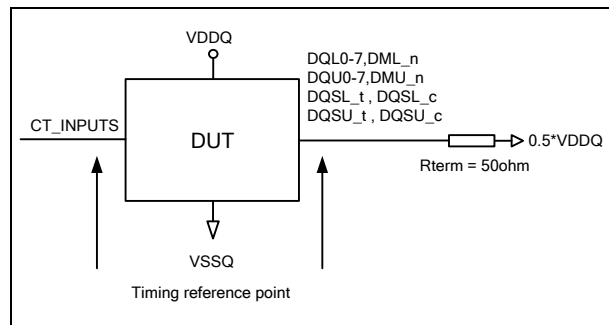 VDDQ
DQL0-7,DML_n
DQU0-7,DMU_n
DQSL_t , DQSL_c
DQSU_t , DQSU_c
CT_INPUTS
DUT
0.5*VDDQ
Rterm = 50ohm
VSSQ
Timing reference point